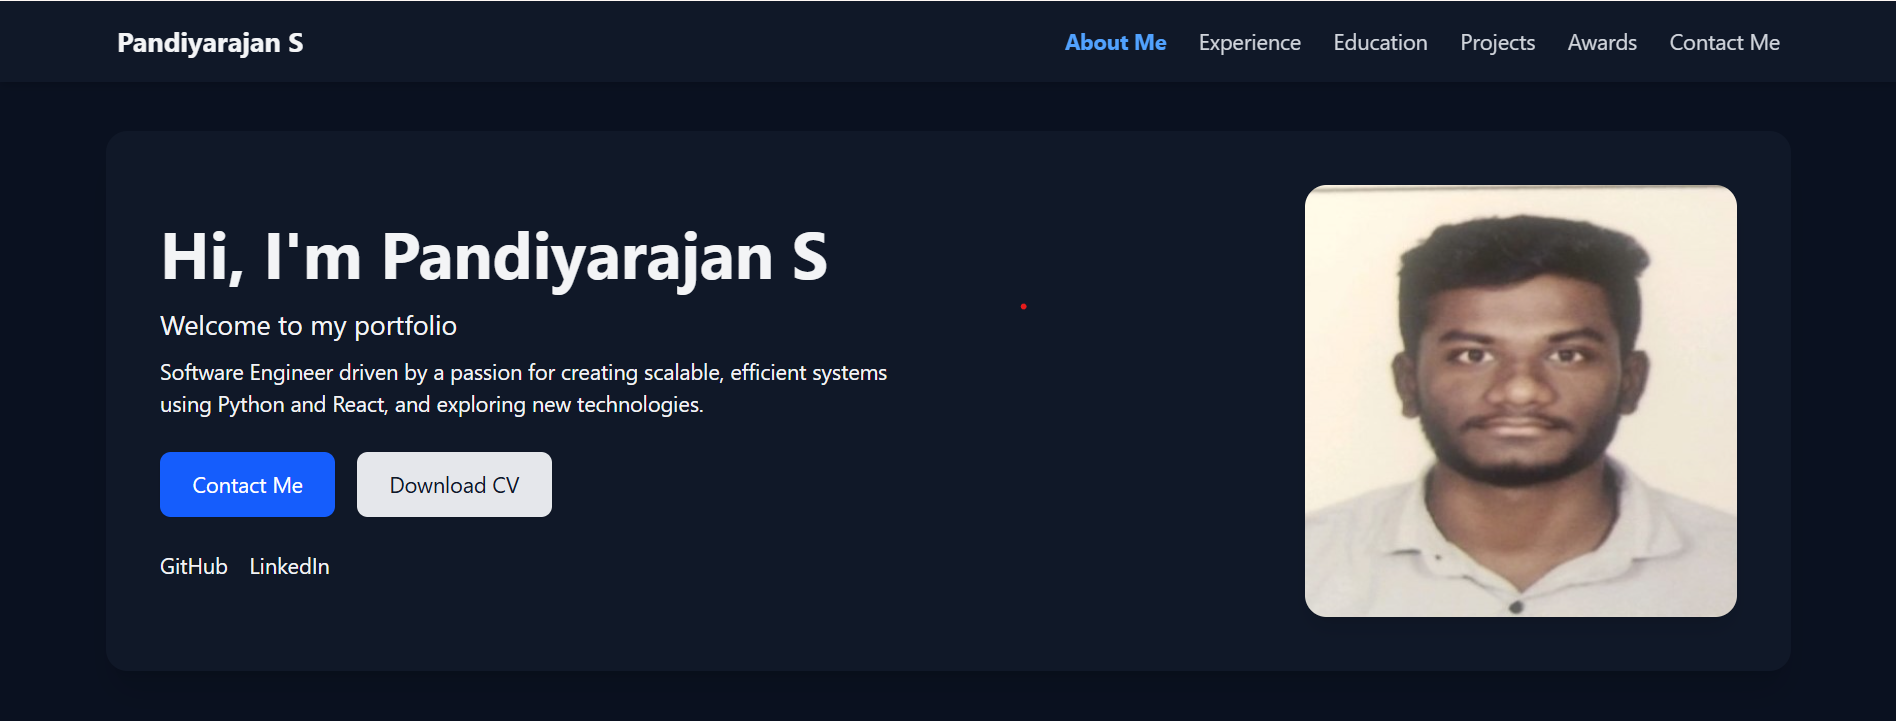 Pandiyarajan S
About Me Experience Education Projects Awards Contact Me
Hi, I'm Pandiyarajan S
Welcome to my portfolio
Software Engineer driven by a passion for creating scalable, efficient systems
using Python and React, and exploring new technologies.
Contact Me Download CV
GitHub LinkedIn